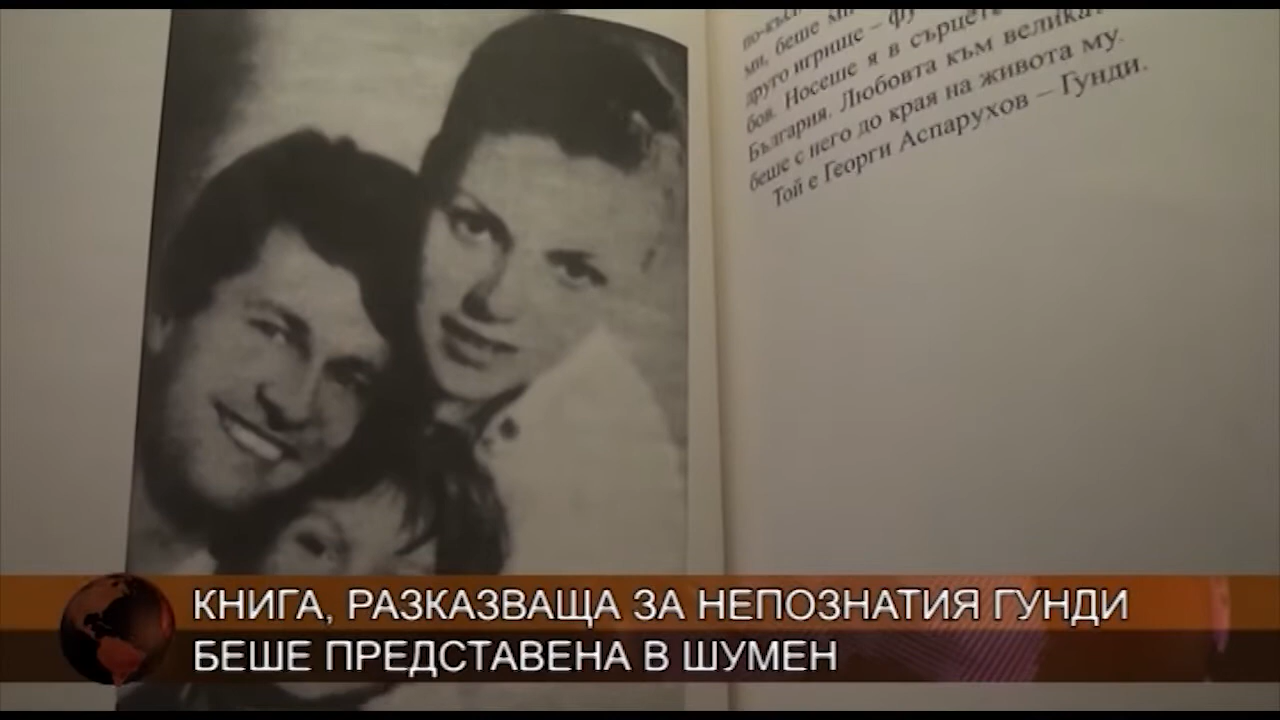 ми, беше
друго игрище – фу
бов. Носеше я в сърцето
България. Любовта към велика
беше с него до края на живота му.
Той е Георги Аспарухов – Гунди.
КНИГА, РАЗКАЗВАЩА ЗА НЕПОЗНАТИЯ ГУНДИ
БЕШЕ ПРЕДСТАВЕНА В ШУМЕН